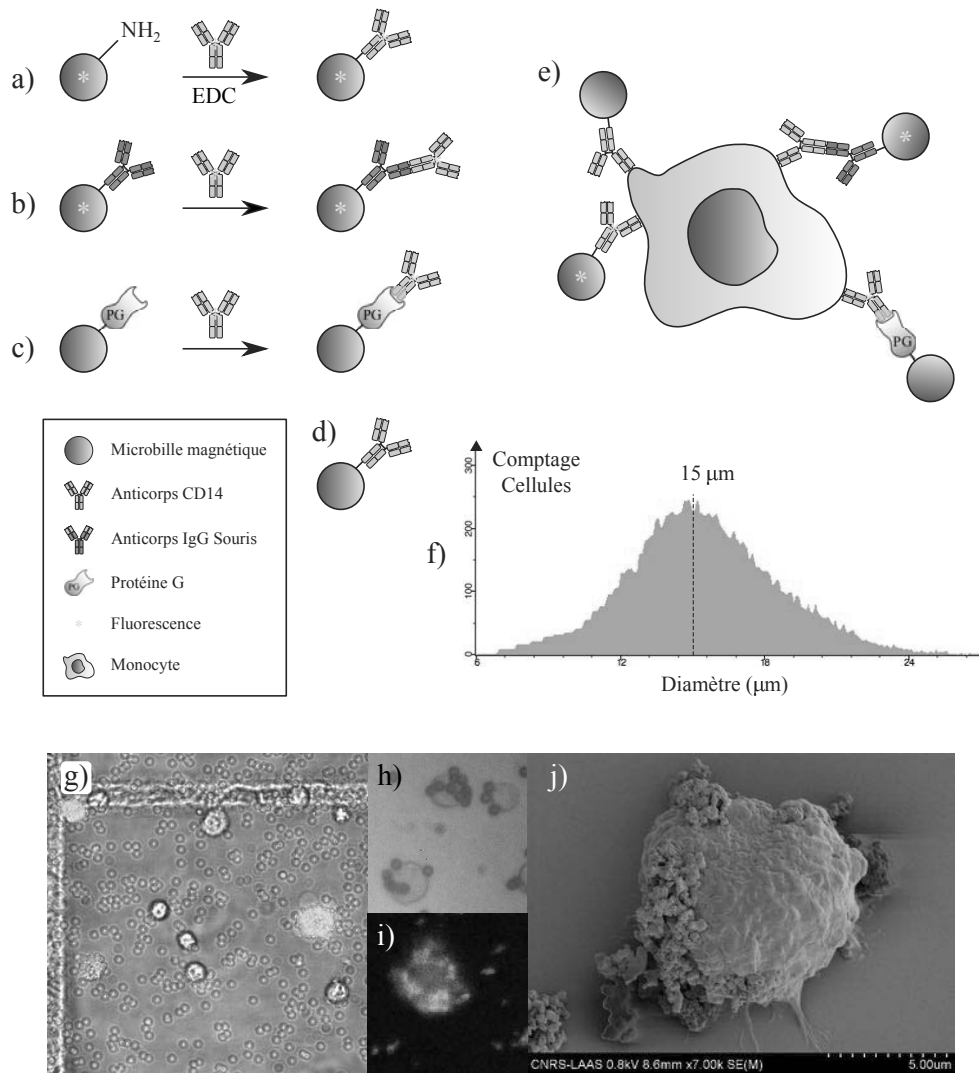 a)
NH2
EDC
b)
c)
PG
PG
d)
e)
PG
Microbille magnétique
Anticorps CD14
Anticorps IgG Souris
PG
Protéine G
* Fluorescence
Monocyte
f)
Comptage
Cellules
15 µm
300
200
100
0
6
12
18
24
Diamètre (µm)
g)
h)
i)
j)
CNRS-LAAS 0.8kV 8.6mm x7.00k SE(M)
5.00um